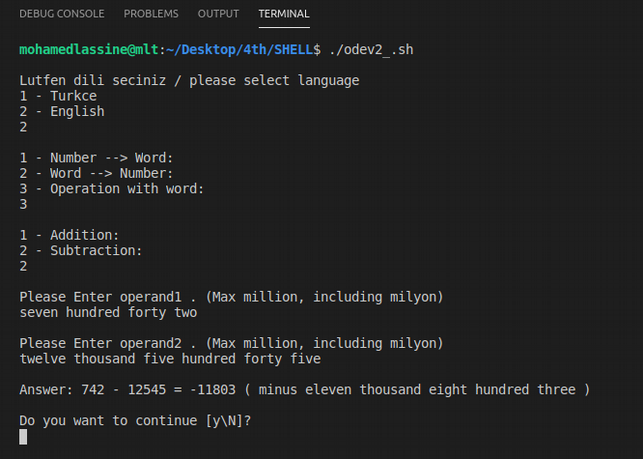 DEBUG CONSOLE PROBLEMS OUTPUT TERMINAL
mohamedlassine@mlt:~/Desktop/4th/SHELL$ ./odev2_.sh
Lutfen dili seciniz / please select language
1 - Turkce
2 - English
2
1 - Number --> Word:
2 - Word --> Number:
3 - Operation with word:
3
1 - Addition:
2 - Subtraction:
2
Please Enter operand1 . (Max million, including milyon)
seven hundred forty two
Please Enter operand2 . (Max million, including milyon)
twelve thousand five hundred forty five
Answer: 742 - 12545 = -11803 ( minus eleven thousand eight hundred three )
Do you want to continue [y\N]?